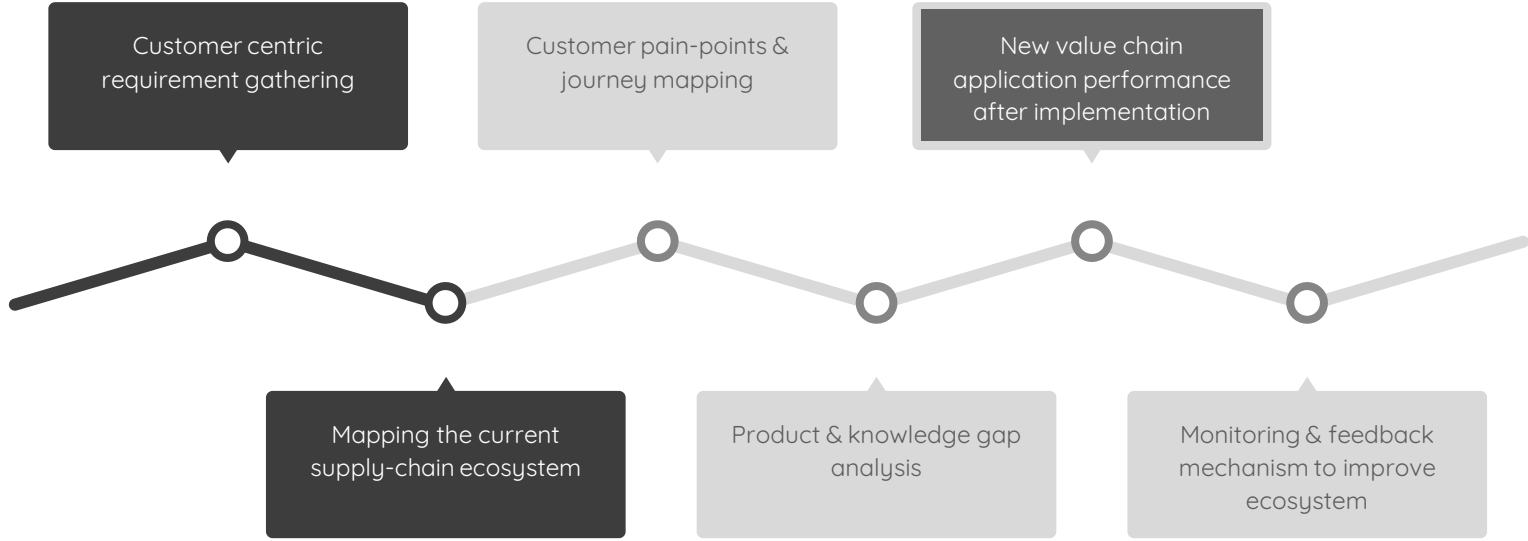 Customer centric
requirement gathering
Customer pain-points &
journey mapping
New value chain
application performance
after implementation
Mapping the current
supply-chain ecosystem
Product & knowledge gap
analysis
Monitoring & feedback
mechanism to improve
ecosystem